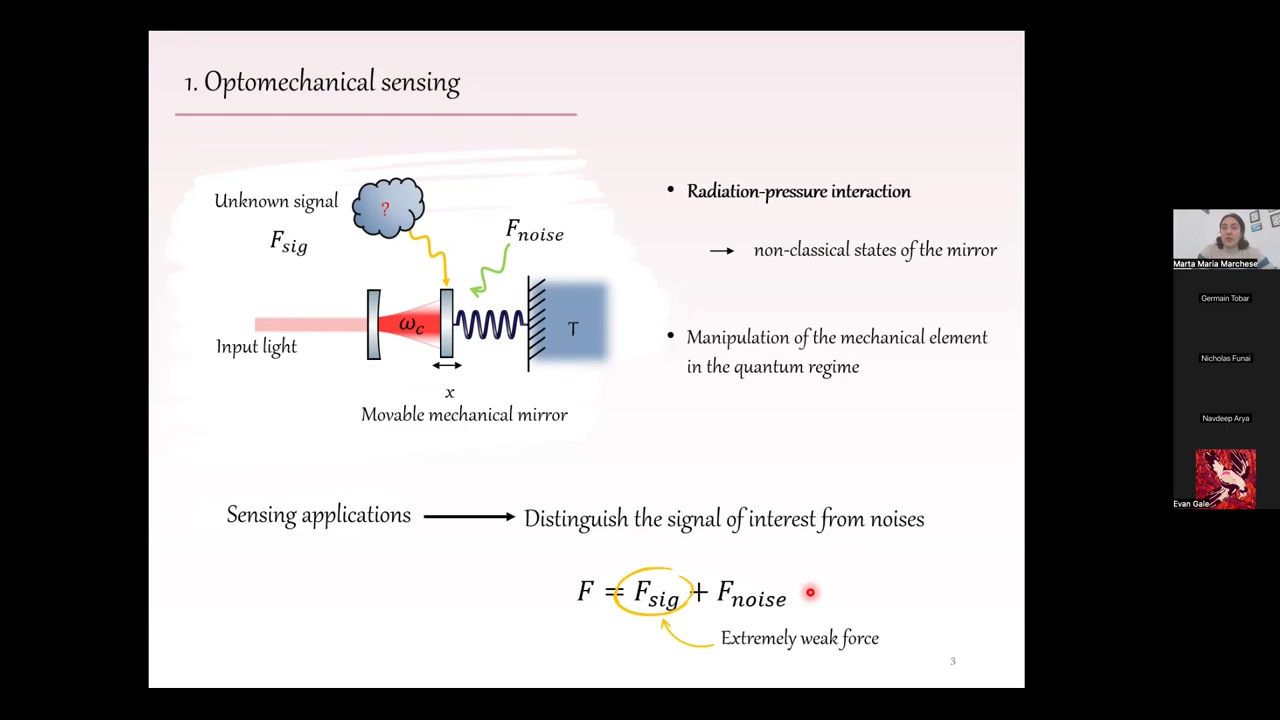 1. Optomechanical sensing
Unknown signal
?
F_sig
F_noise
ω_c
T
Input light
x
Movable mechanical mirror
• Radiation-pressure interaction
→ non-classical states of the mirror
• Manipulation of the mechanical element
in the quantum regime
Sensing applications → Distinguish the signal of interest from noises
F = F_sig + F_noise
Extremely weak force
3
Marta Maria Marchese
Germain Tobar
Nicholas Funai
Navdeep Arya
Evan Gale